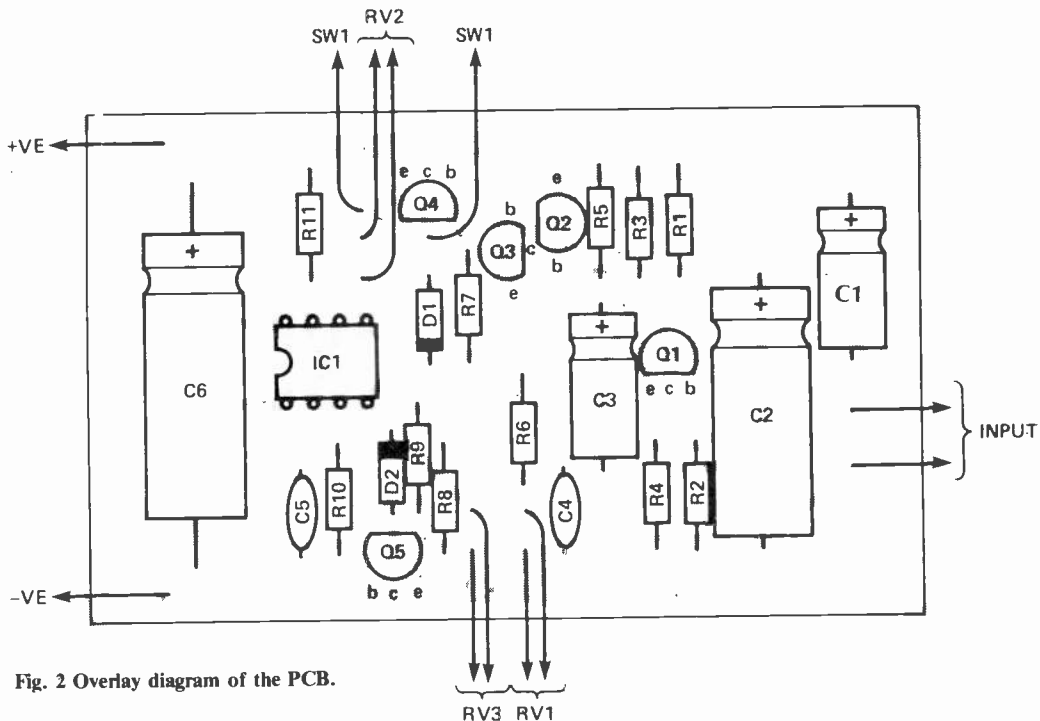 RV2
SW1 SW1
+VE
e c b
Q4
e
Q2
b
Q3
c
b
e
R11
R5
R3
R1
+
C1
D1
R7
+
+
+
IC1
Q1
e c b
C6
C3
C2
R6
INPUT
R9
D2
R8
R10
C5
C4
R4
R2
Q5
b c e
-VE
Fig. 2 Overlay diagram of the PCB.
RV3 RV1